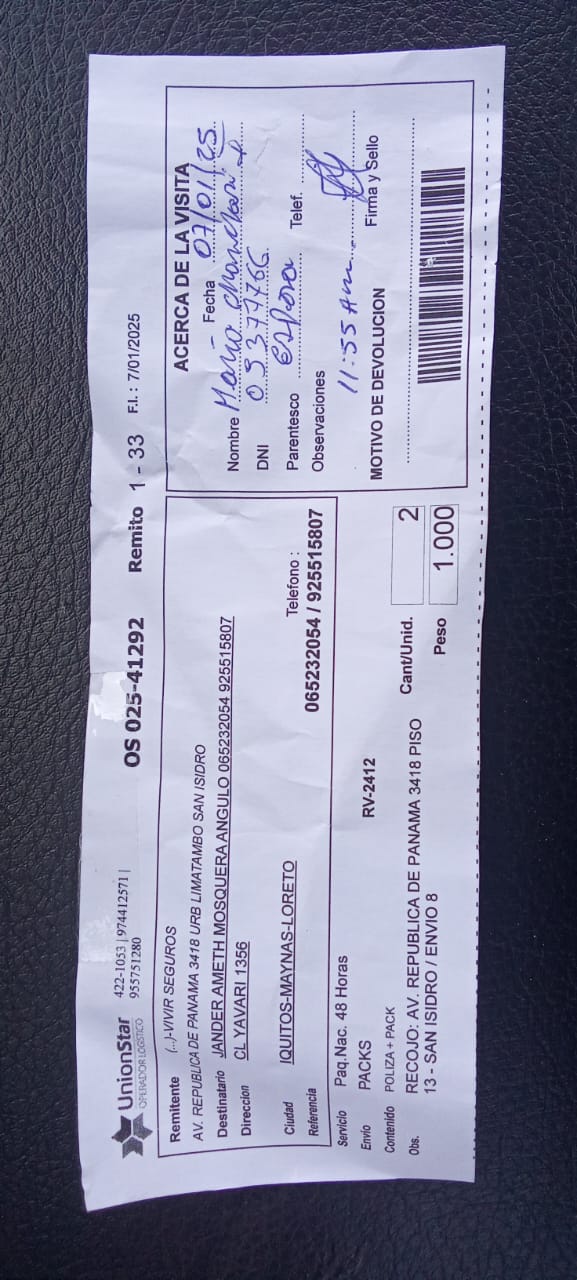 UnionStar
OPERADOR LOGISTICO
422-1053 | 974412571 |
955751280
OS 025-41292
Remito 1 - 33 F.I.: 7/01/2025
Remitente (..)-VIVIR SEGUROS
AV. REPUBLICA DE PANAMA 3418 URB LIMATAMBO SAN ISIDRO
Destinatario JANDER AMETH MOSQUERA ANGULO 065232054 925515807
Direccion CL YAVARI 1356
Ciudad IQUITOS-MAYNAS-LORETO
Telefono :
Referencia 065232054 / 925515807
Servicio Paq.Nac. 48 Horas
Envio PACKS RV-2412
Contenido POLIZA + PACK
Obs. RECOJO: AV. REPUBLICA DE PANAMA 3418 PISO
13 - SAN ISIDRO / ENVIO 8
Cant/Unid. 2
Peso 1.000
ACERCA DE LA VISITA
Fecha 07/01/25
Nombre Maria
DNI 05377766
Parentesco esposa Telef.
Observaciones
11:55 Am
Firma y Sello
MOTIVO DE DEVOLUCION